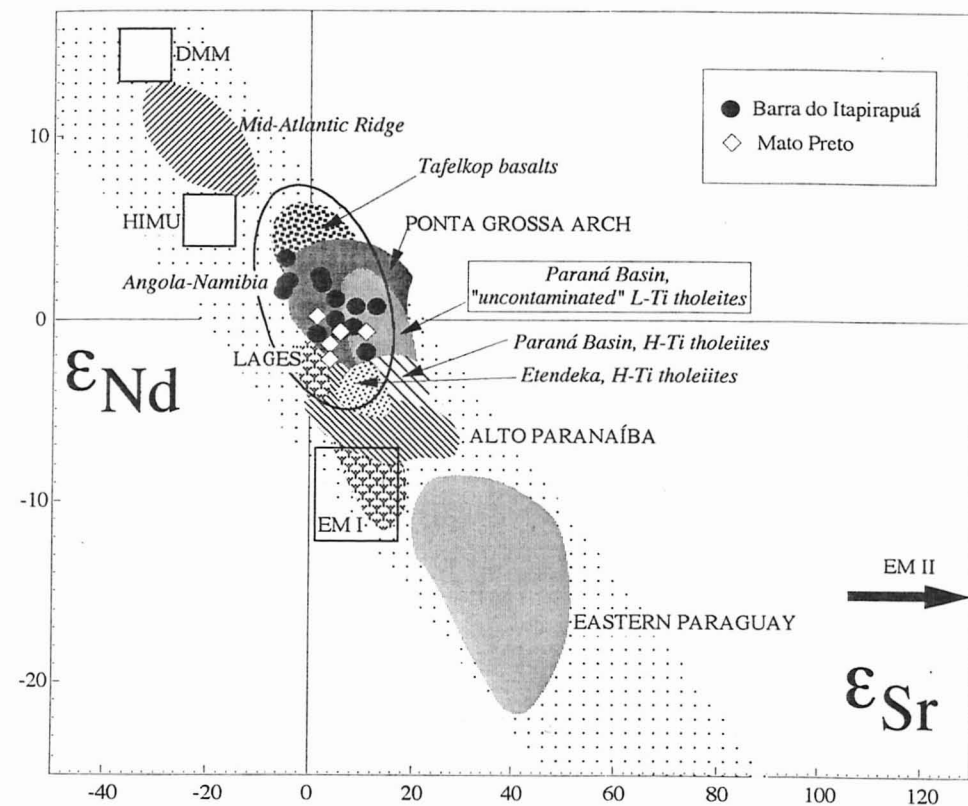 DMM
Mid-Atlantic Ridge
10
HIMU
Tafelkop basalts
PONTA GROSSA ARCH
Barra do Itapirapuá
Mato Preto
Angola-Namibia
Paraná Basin,
"uncontaminated" L-Ti tholeites
0
LAGES
Paraná Basin, H-Ti tholeiites
εNd
Etendeka, H-Ti tholeiites
ALTO PARANAÍBA
-10
EM I
EM II
EASTERN PARAGUAY
-20
εSr
-40
-20
0
20
40
60
80
100
120